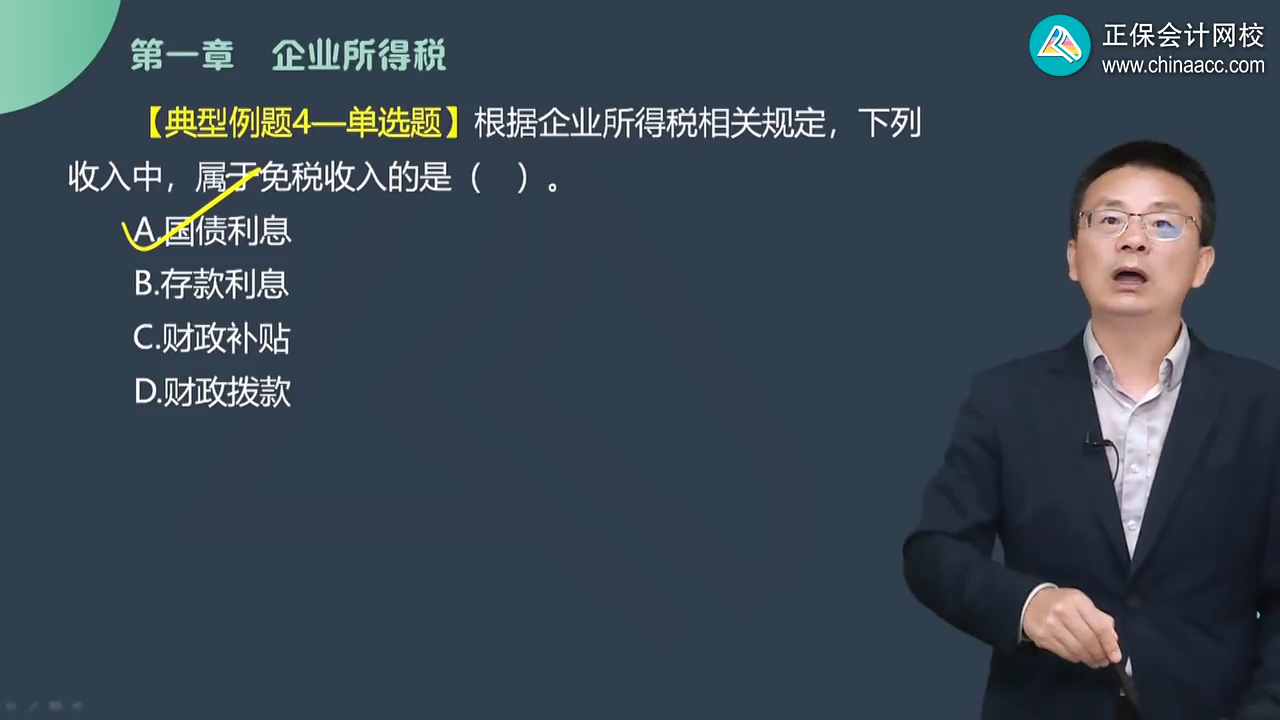 第一章 企业所得税
正保会计网校
www.chinaacc.com
【典型例题4—单选题】根据企业所得税相关规定，下列
收入中，属于免税收入的是（ ）。
A.国债利息
B.存款利息
C.财政补贴
D.财政拨款